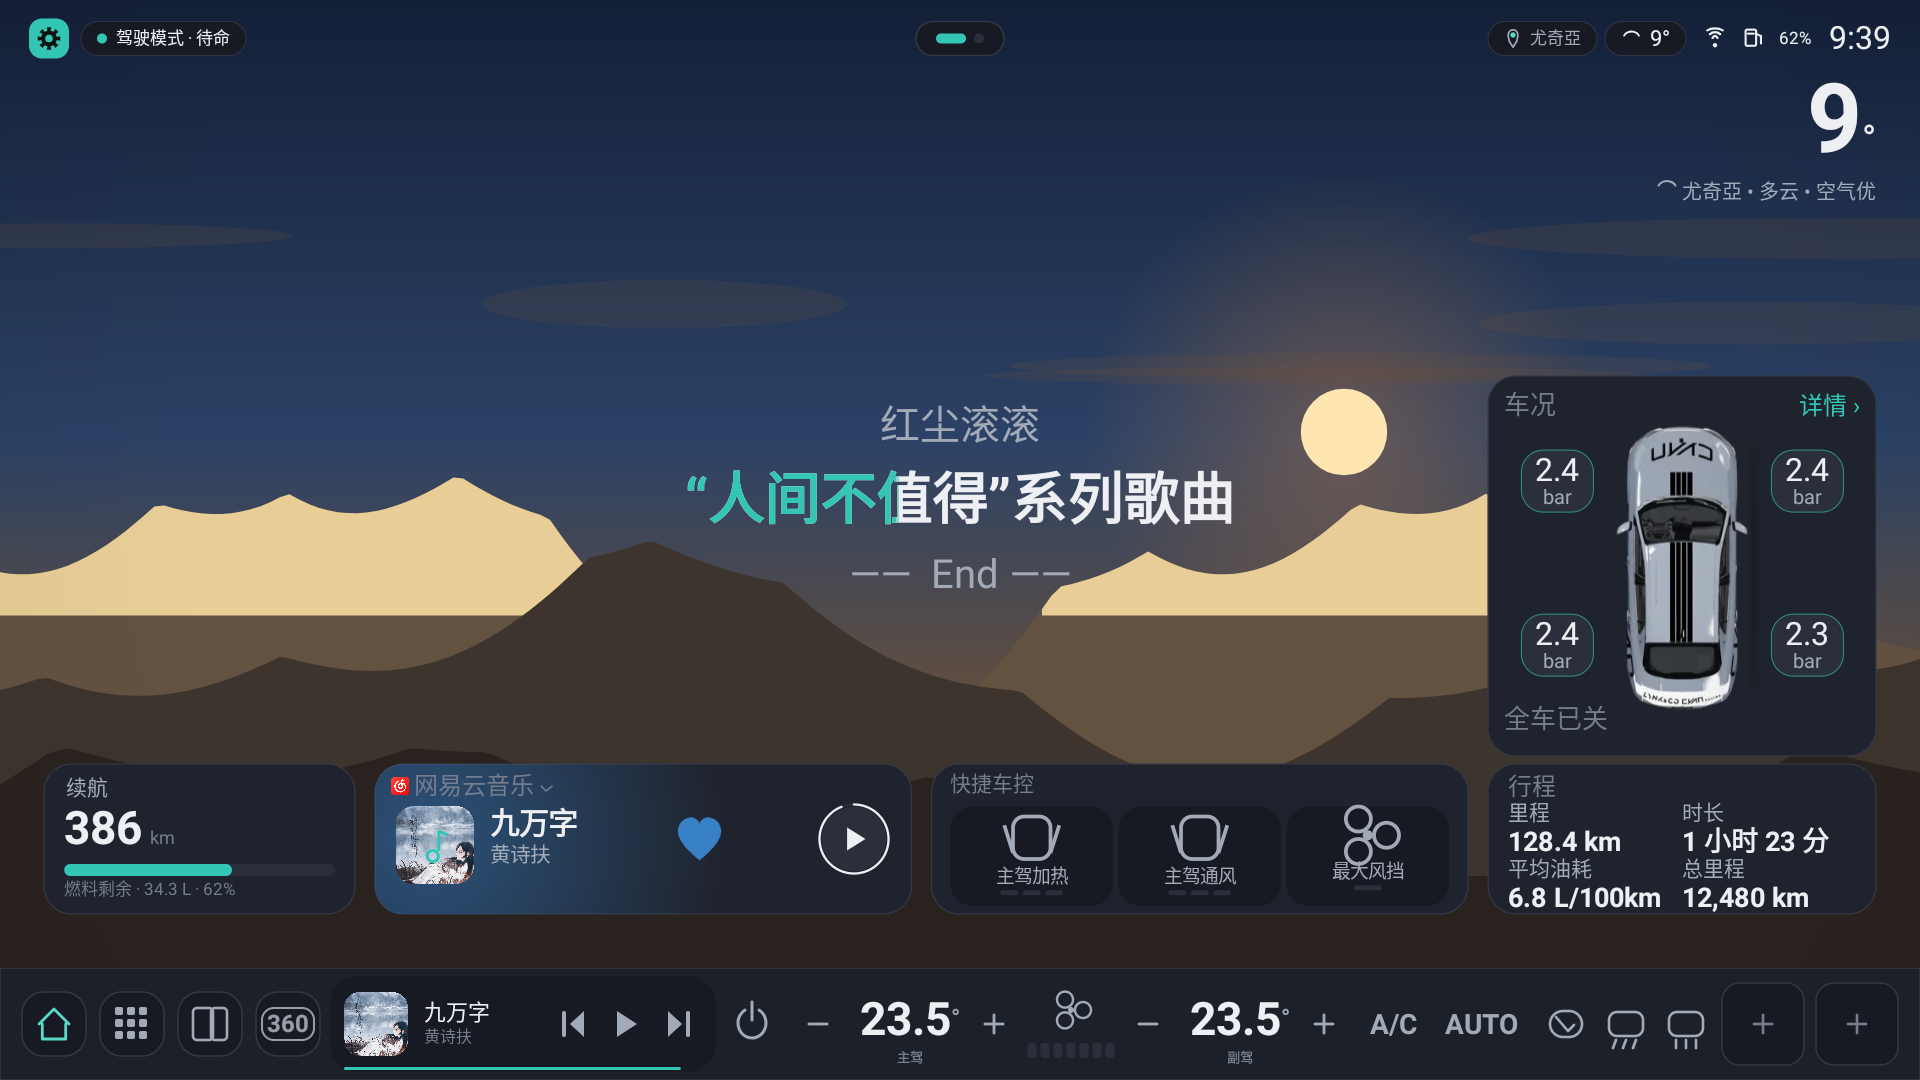 驾驶模式 · 待命
尤奇亞
9°
62%
9:39
9°
尤奇亞 • 多云 • 空气优
红尘滚滚
“人间不值得”系列歌曲
—— End ——
车况
详情 ›
2.4 bar
2.4 bar
2.4 bar
2.3 bar
LYNK&CO CYAN
全车已关
续航
386 km
燃料剩余 · 34.3 L · 62%
网易云音乐
九万字
黄诗扶
快捷车控
主驾加热
主驾通风
最大风挡
行程
里程
128.4 km
时长
1 小时 23 分
平均油耗
6.8 L/100km
总里程
12,480 km
360
九万字
黄诗扶
− 23.5° +
主驾
− 23.5° +
副驾
A/C
AUTO
+
+